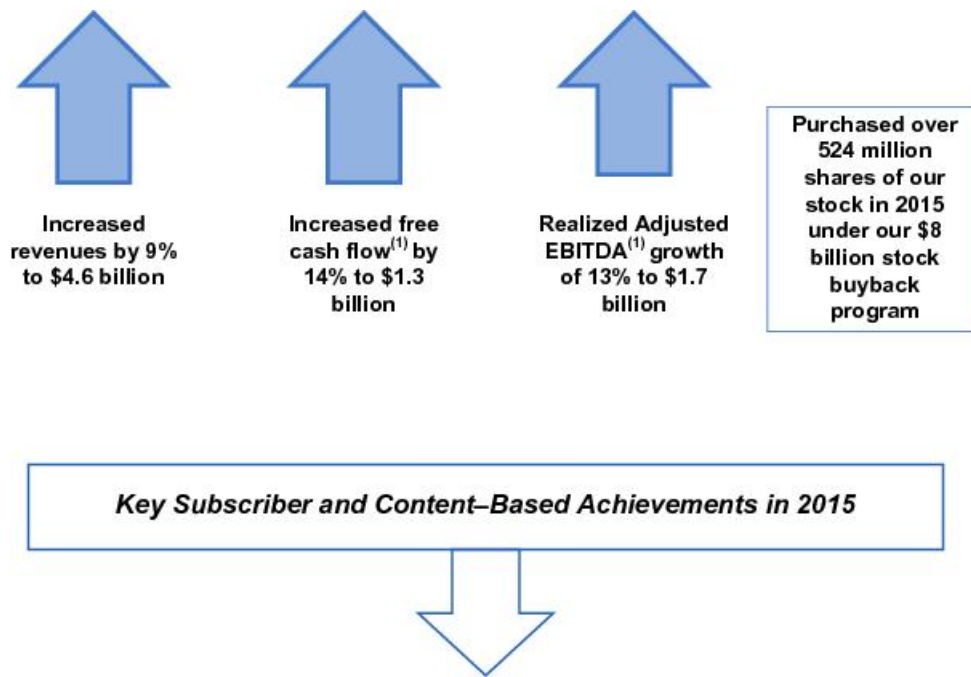 Increased
revenues by 9%
to $4.6 billion
Increased free
cash flow(1) by
14% to $1.3
billion
Realized Adjusted
EBITDA(1) growth
of 13% to $1.7
billion
Purchased over
524 million
shares of our
stock in 2015
under our $8
billion stock
buyback
program
Key Subscriber and Content–Based Achievements in 2015